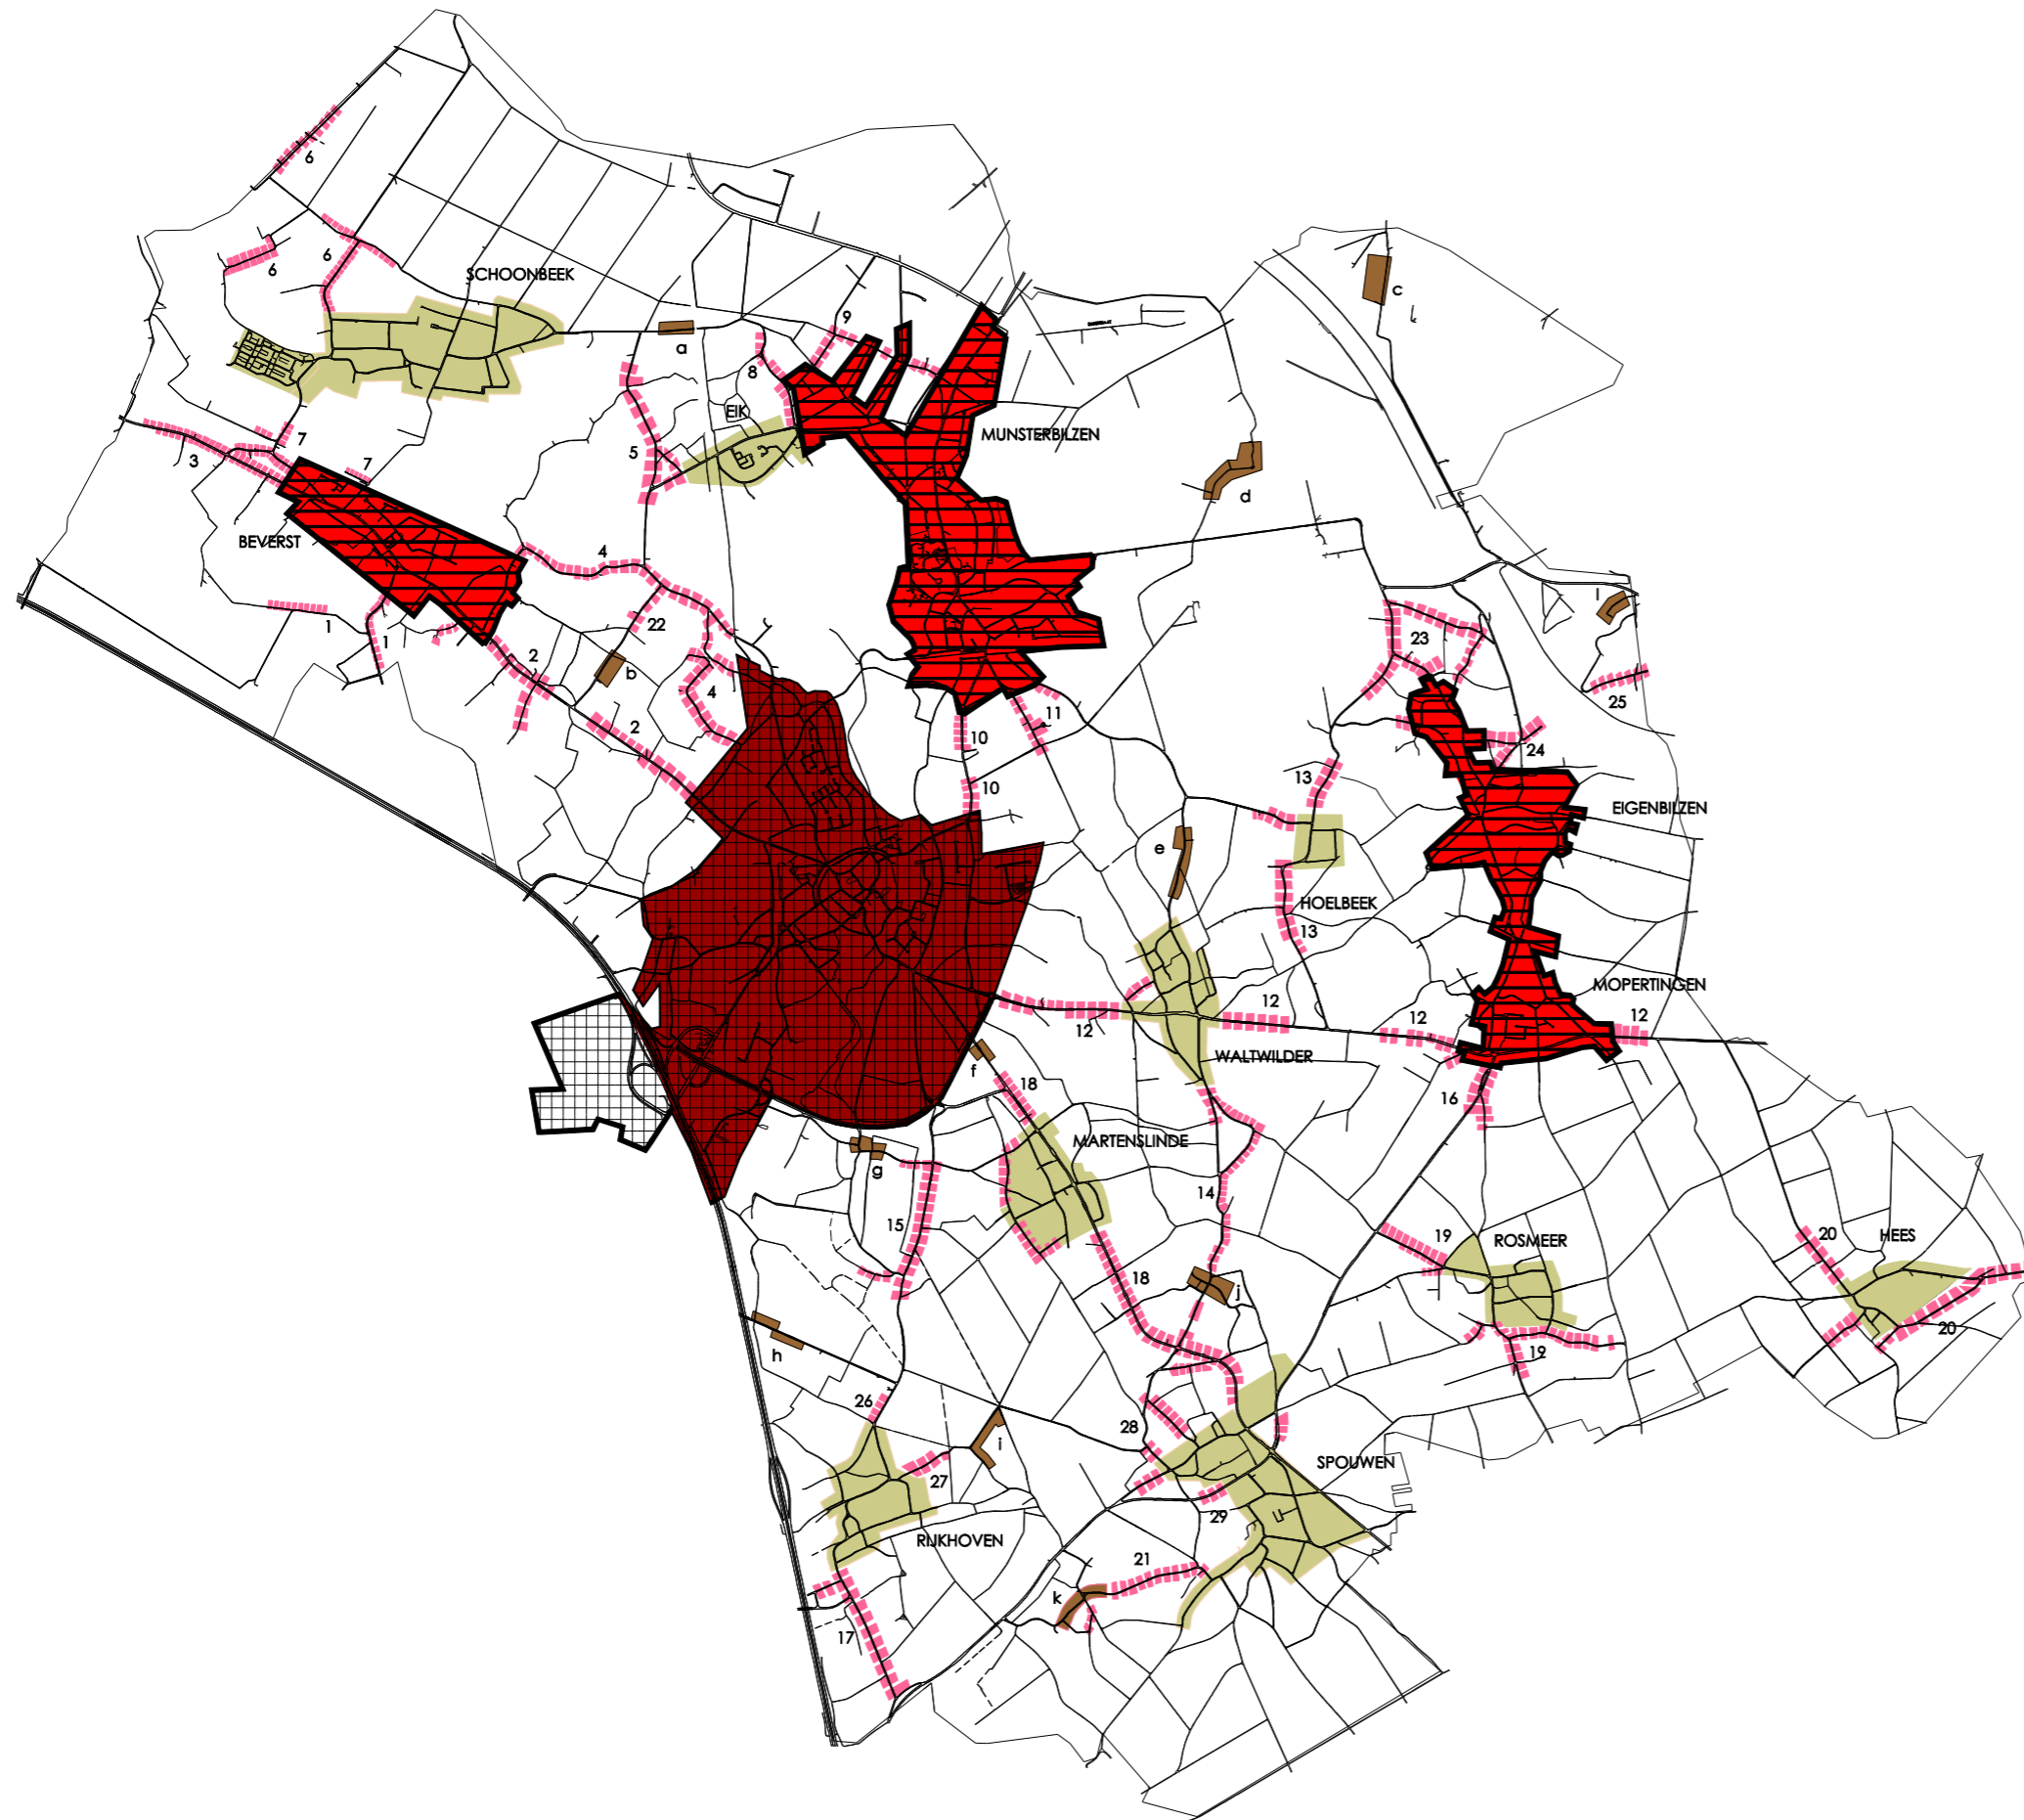 6
6
6
SCHOONBEEK
c
a
9
8
EIK
MUNSTERBILZEN
7
7
3
5
d
BEVERST
4
1
1
22
23
l
2
b
4
25
11
2
10
24
13
10
EIGENBILZEN
e
HOELBEEK
13
MOPERTINGEN
12
12
12
12
WALTWILDER
f
18
16
MARTENSLINDE
g
14
15
19
ROSMEER
20
HEES
18
j
h
20
19
26
28
i
SPOUWEN
27
29
RIJKHOVEN
21
k
17